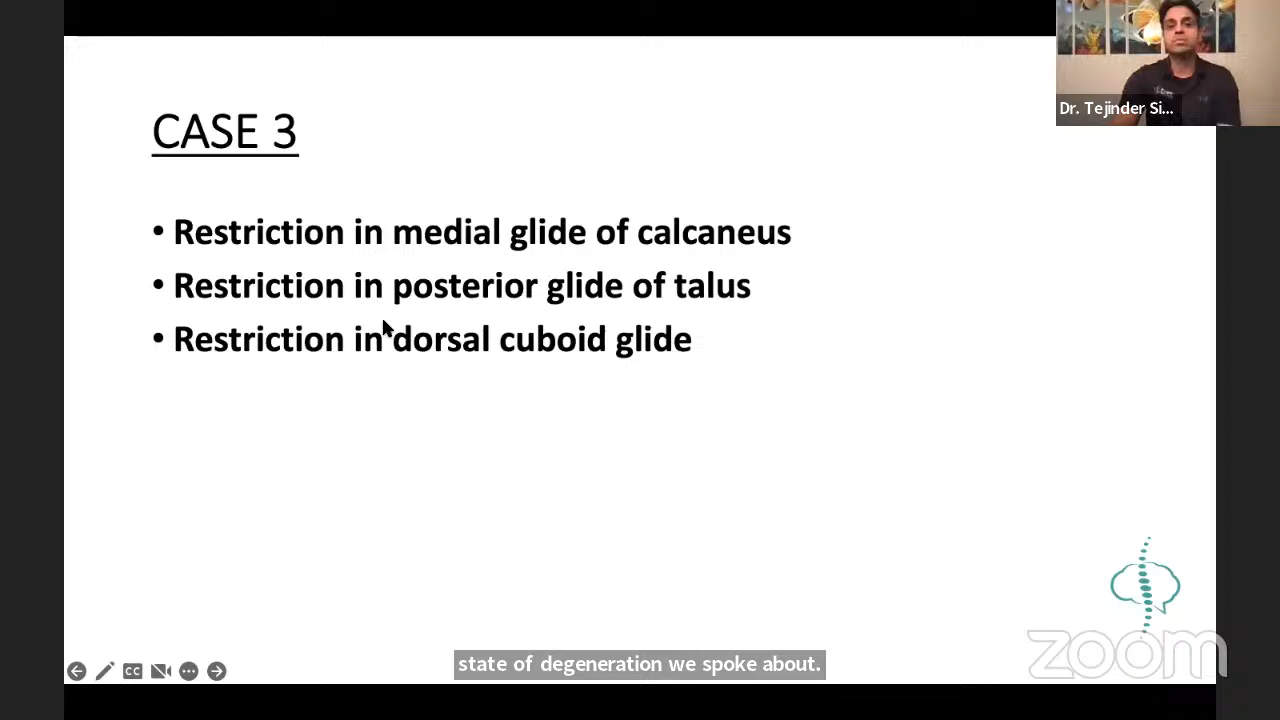 Dr. Tejinder Si...
CASE 3
• Restriction in medial glide of calcaneus
• Restriction in posterior glide of talus
• Restriction in dorsal cuboid glide
state of degeneration we spoke about.
CC
zoom